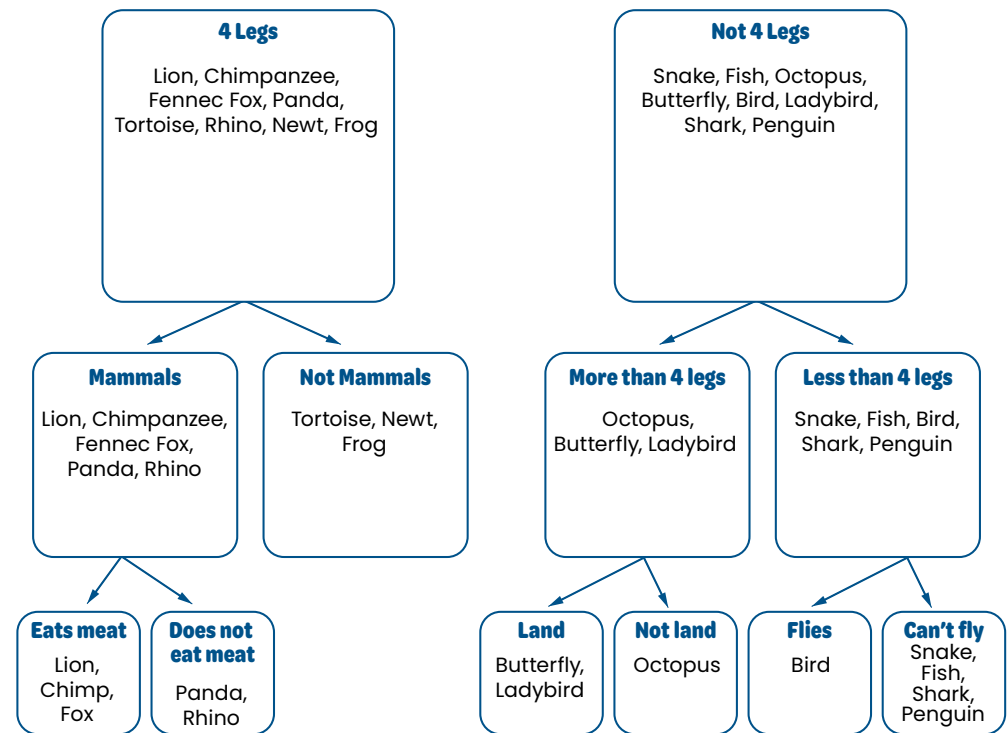 4 Legs
Lion, Chimpanzee,
Fennec Fox, Panda,
Tortoise, Rhino, Newt, Frog
Not 4 Legs
Snake, Fish, Octopus,
Butterfly, Bird, Ladybird,
Shark, Penguin
Mammals
Lion, Chimpanzee,
Fennec Fox,
Panda, Rhino
Not Mammals
Tortoise, Newt,
Frog
More than 4 legs
Octopus,
Butterfly, Ladybird
Less than 4 legs
Snake, Fish, Bird,
Shark, Penguin
Eats meat
Lion,
Chimp,
Fox
Does not
eat meat
Panda,
Rhino
Land
Butterfly,
Ladybird
Not land
Octopus
Flies
Bird
Can't fly
Snake,
Fish,
Shark,
Penguin